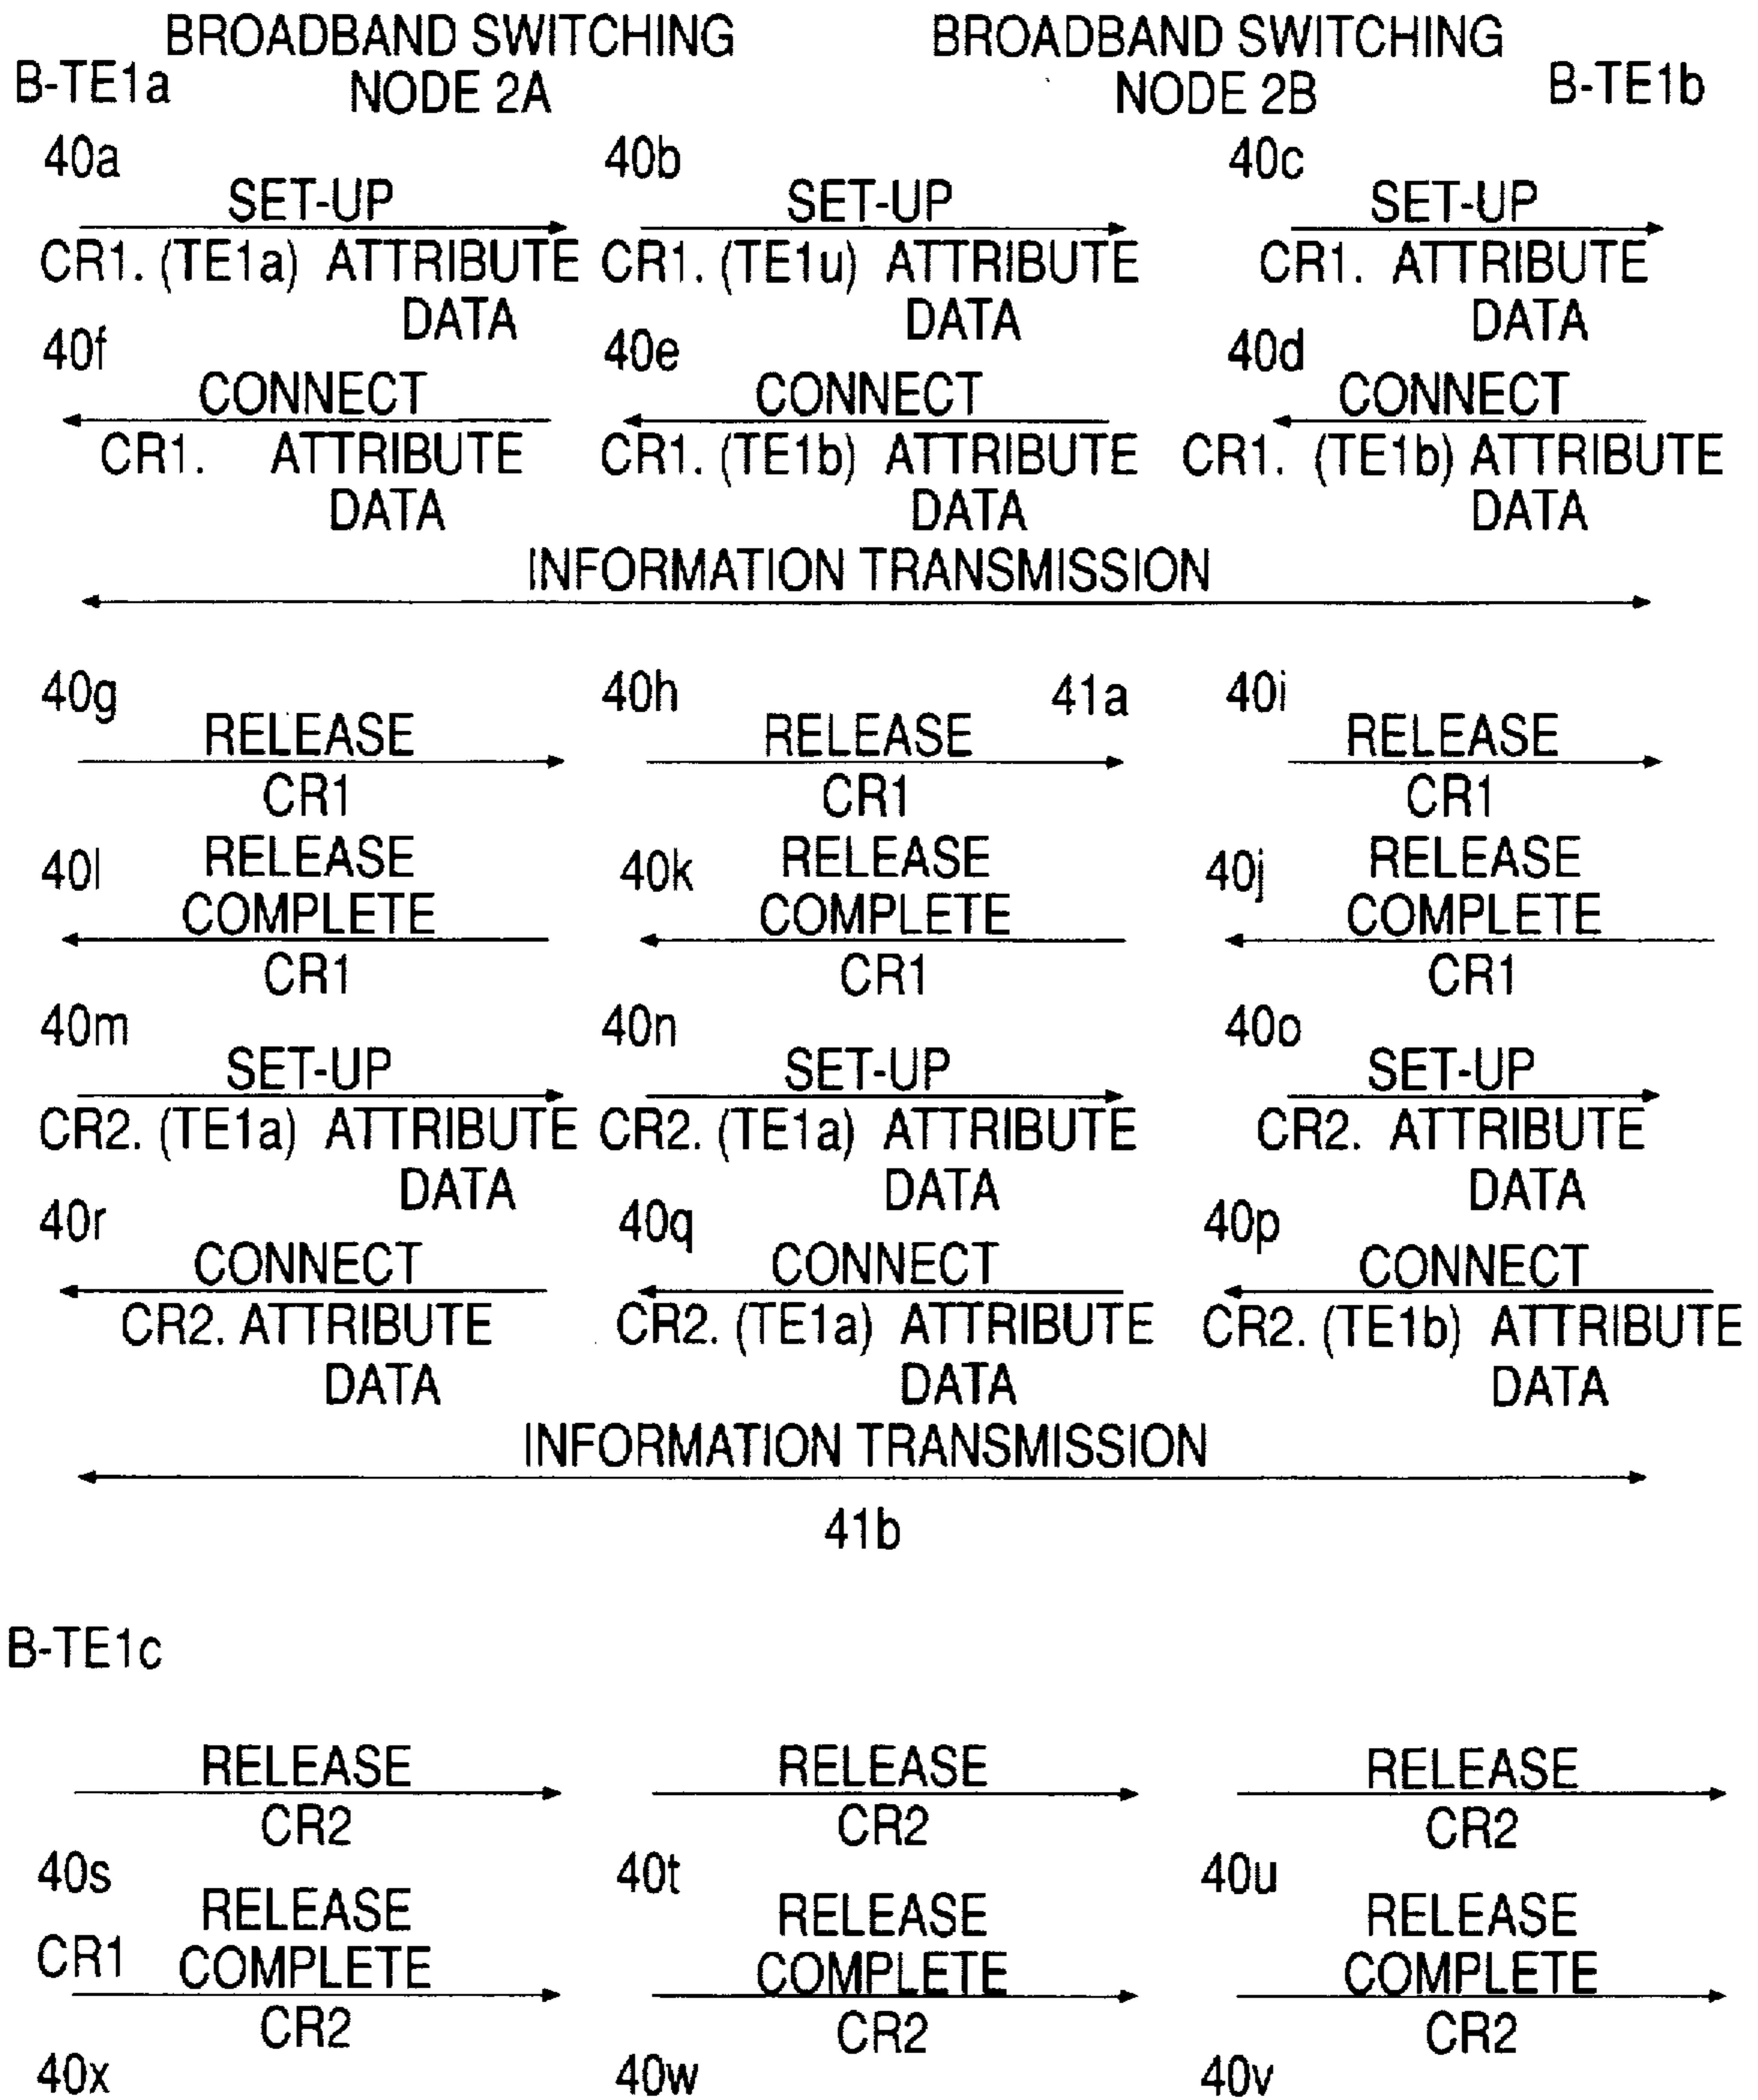 BROADBAND SWITCHING BROADBAND SWITCHING
B-TE1a NODE 2A NODE 2B B-TE1b
40a 40b 40c
SET-UP SET-UP SET-UP
CR1. (TE1a) ATTRIBUTE CR1. (TE1u) ATTRIBUTE CR1. ATTRIBUTE
DATA DATA DATA
40f 40e 40d
CONNECT CONNECT CONNECT
CR1. ATTRIBUTE CR1. (TE1b) ATTRIBUTE CR1. (TE1b) ATTRIBUTE
DATA DATA DATA
INFORMATION TRANSMISSION
40g 40h 41a 40i
RELEASE RELEASE RELEASE
CR1 CR1 CR1
40l RELEASE 40k RELEASE 40j RELEASE
COMPLETE COMPLETE COMPLETE
CR1 CR1 CR1
40m 40n 40o
SET-UP SET-UP SET-UP
CR2. (TE1a) ATTRIBUTE CR2. (TE1a) ATTRIBUTE CR2. ATTRIBUTE
DATA DATA DATA
40r 40q 40p
CONNECT CONNECT CONNECT
CR2. ATTRIBUTE CR2. (TE1a) ATTRIBUTE CR2. (TE1b) ATTRIBUTE
DATA DATA DATA
INFORMATION TRANSMISSION
41b
B-TE1c
RELEASE RELEASE RELEASE
CR2 CR2 CR2
40s 40t 40u
RELEASE RELEASE RELEASE
CR1 COMPLETE COMPLETE COMPLETE
CR2 CR2 CR2
40x 40w 40v